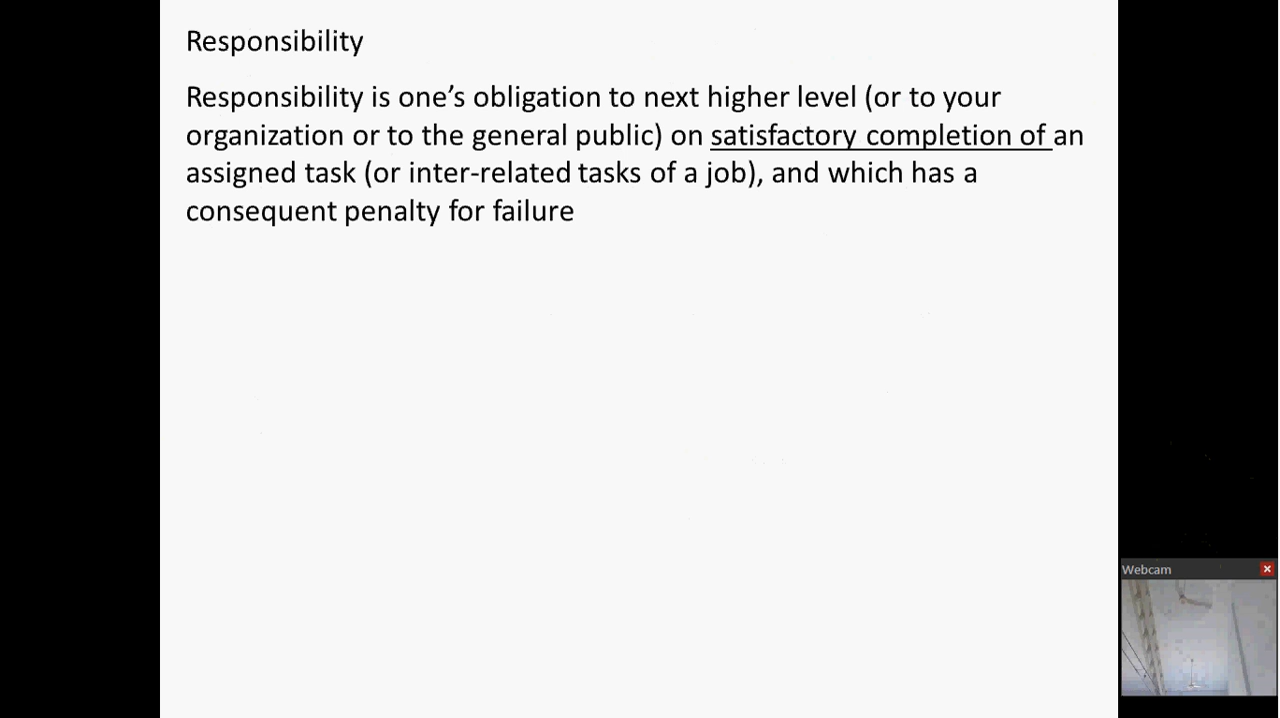 Responsibility
Responsibility is one’s obligation to next higher level (or to your
organization or to the general public) on satisfactory completion of an
assigned task (or inter-related tasks of a job), and which has a
consequent penalty for failure
Webcam